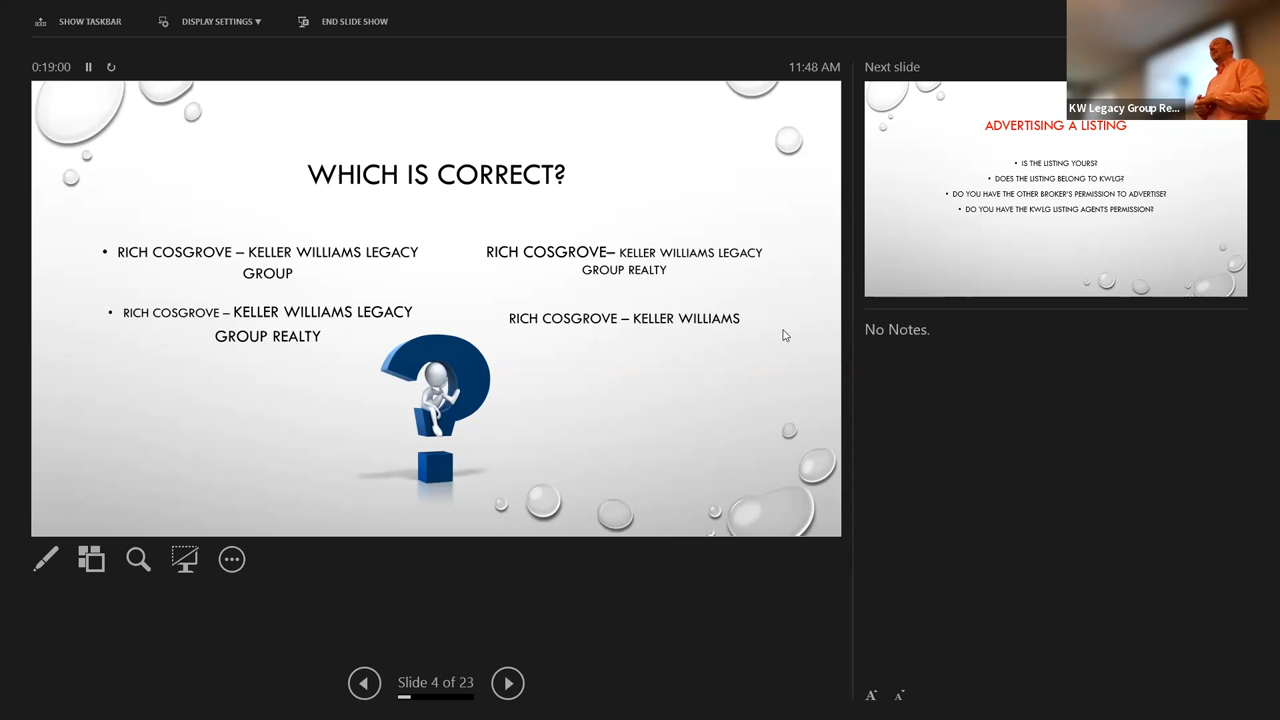 SHOW TASKBAR
DISPLAY SETTINGS ▼
END SLIDE SHOW
0:19:00
11:48 AM
WHICH IS CORRECT?
• RICH COSGROVE – KELLER WILLIAMS LEGACY
GROUP
• RICH COSGROVE – KELLER WILLIAMS LEGACY
GROUP REALTY
RICH COSGROVE– KELLER WILLIAMS LEGACY
GROUP REALTY
RICH COSGROVE – KELLER WILLIAMS
Next slide
KW Legacy Group Re...
ADVERTISING A LISTING
• IS THE LISTING YOURS?
• DOES THE LISTING BELONG TO KWLG?
• DO YOU HAVE THE OTHER BROKER'S PERMISSION TO ADVERTISE?
• DO YOU HAVE THE KWLG LISTING AGENTS PERMISSION?
No Notes.
Slide 4 of 23
A A